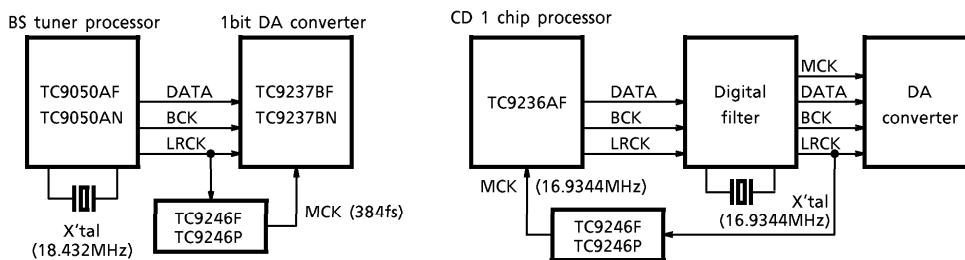 BS tuner processor
1bit DA converter
TC9050AF
TC9050AN
DATA
BCK
LRCK
TC9237BF
TC9237BN
X'tal
(18.432MHz)
TC9246F
TC9246P
MCK (384fs)
CD 1 chip processor
TC9236AF
DATA
BCK
LRCK
Digital
filter
MCK
DATA
BCK
LRCK
DA
converter
MCK
(16.9344MHz)
X'tal
(16.9344MHz)
TC9246F
TC9246P